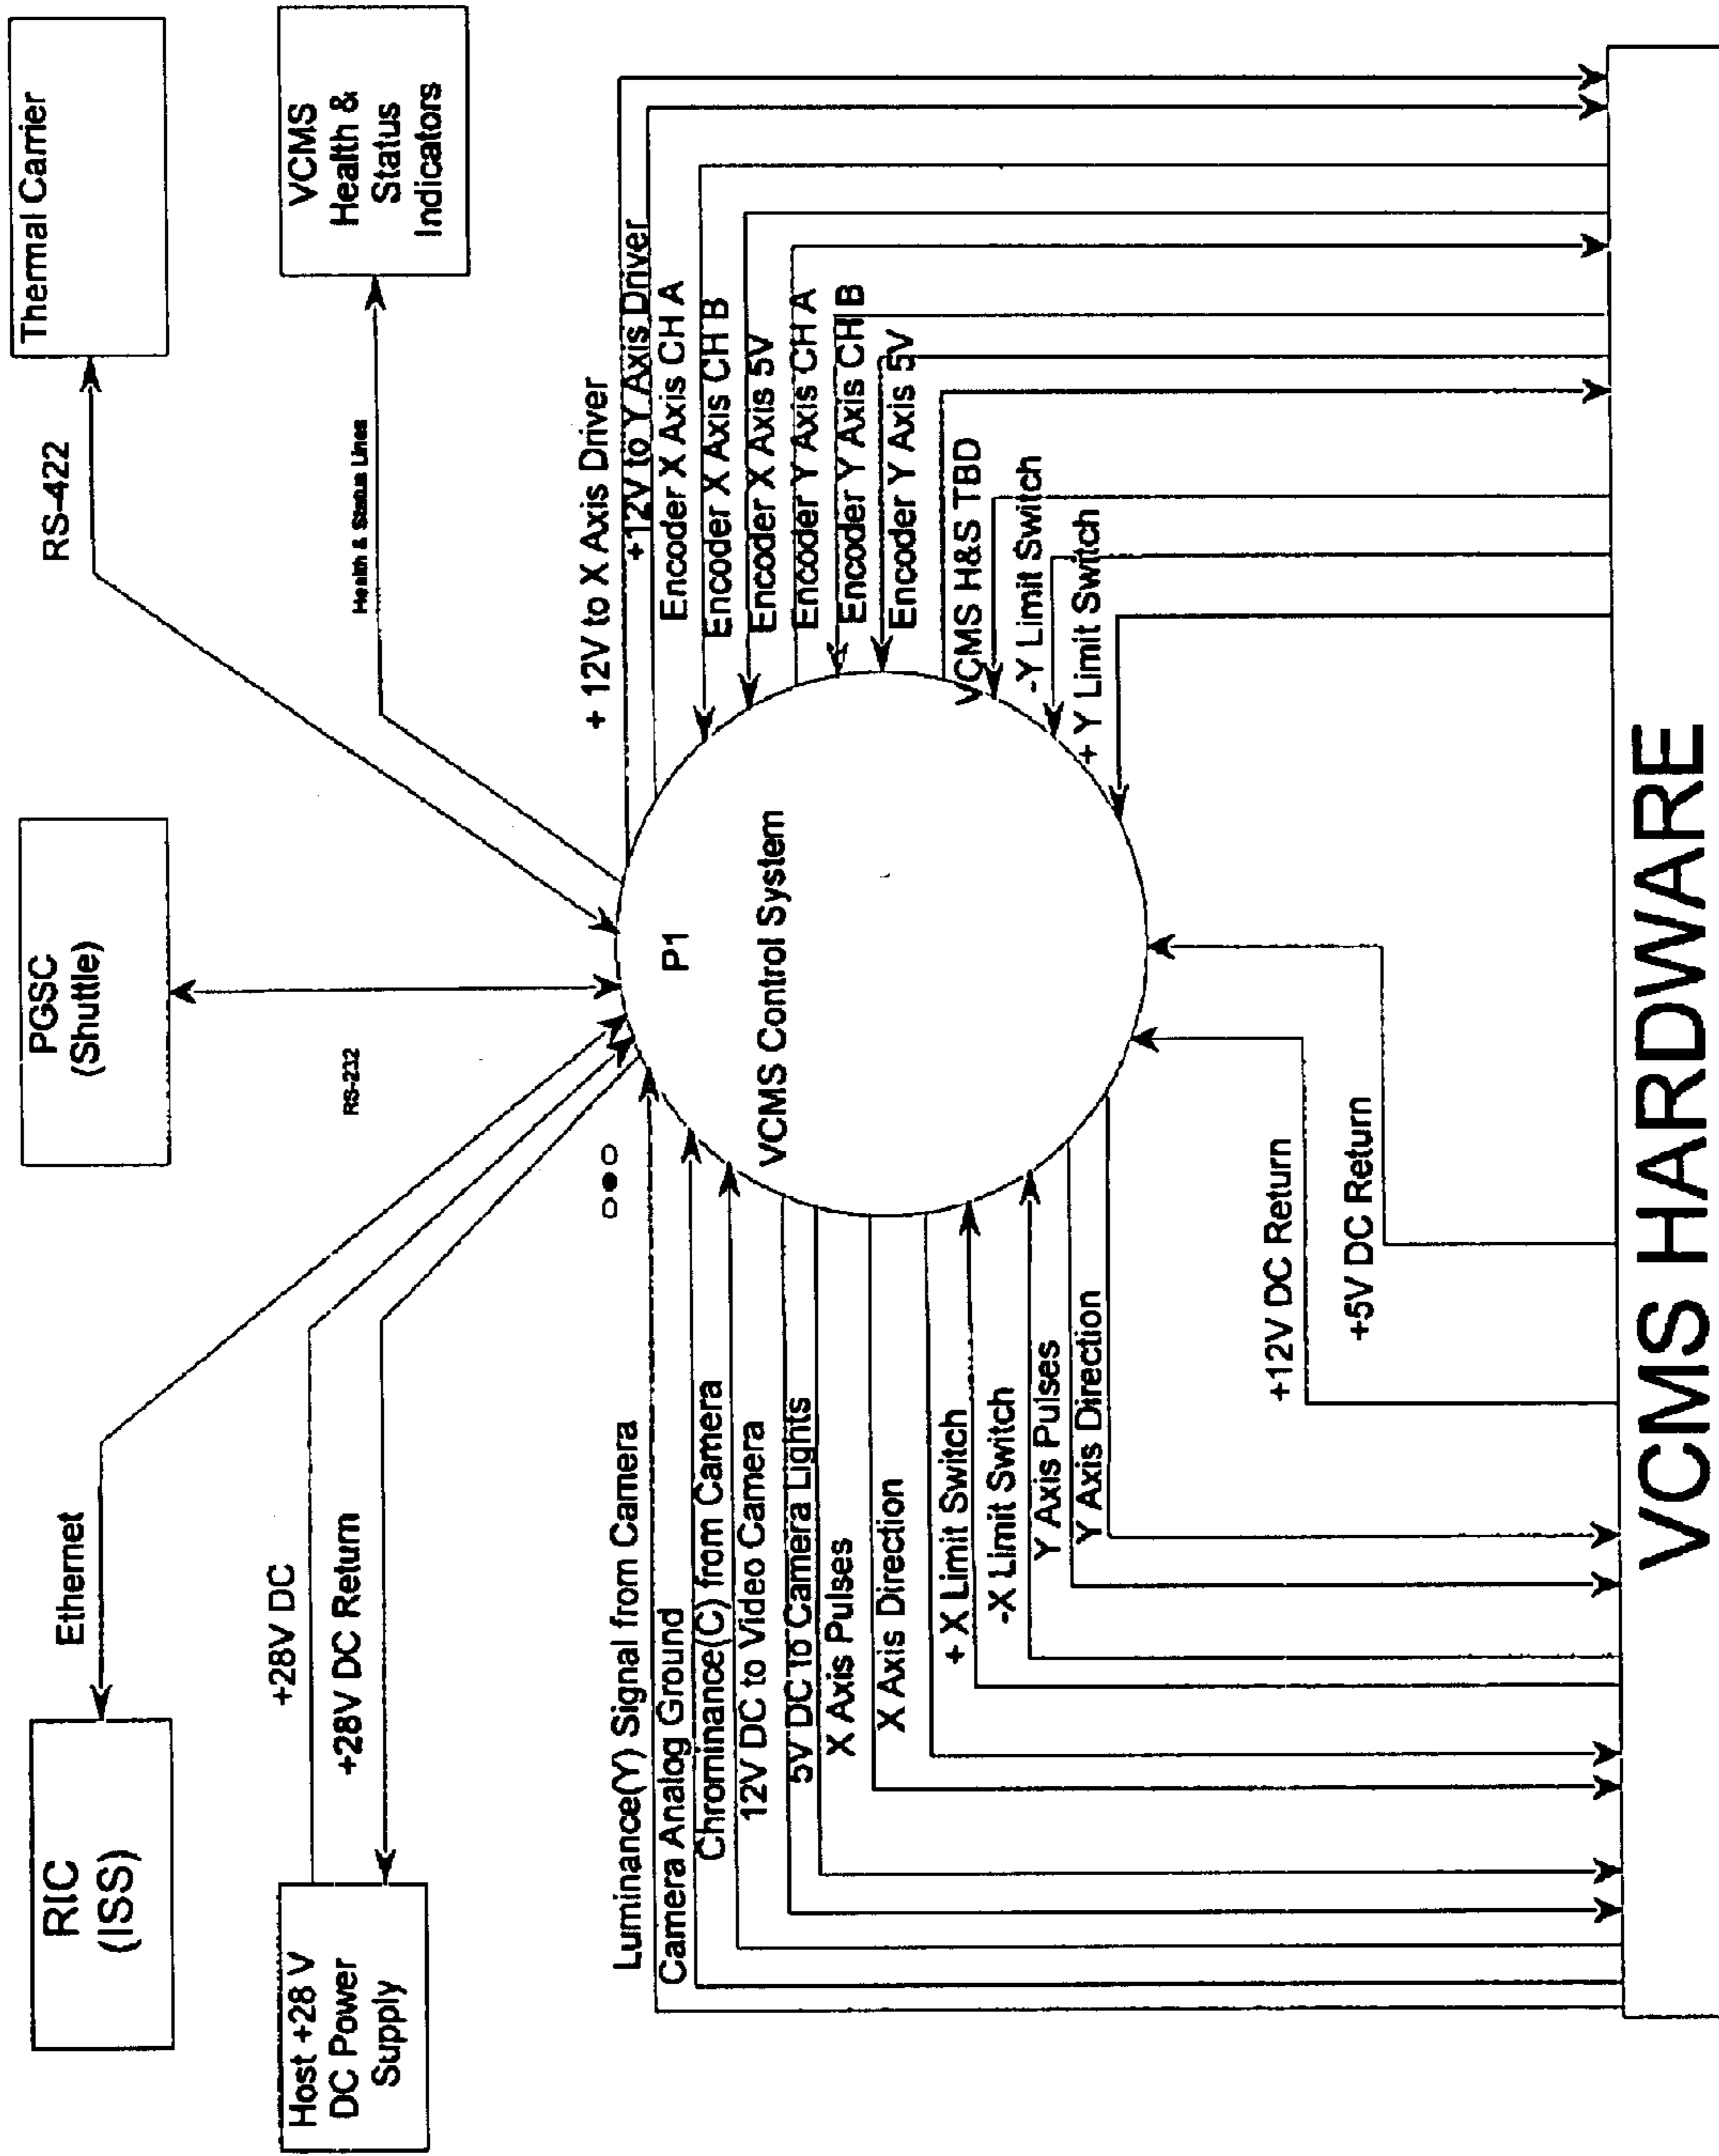 RIC
(ISS)
Ethernet
PGSC
(Shuttle)
RS-232
RS-422
Thermal Carrier
Host +28 V
DC Power
Supply
+28V DC
+28V DC Return
Health & Status Lines
VCMS
Health &
Status
Indicators
P1
VCMS Control System
Luminance(Y) Signal from Camera
Camera Analog Ground
Chrominance(C) from Camera
12V DC to Video Camera
5V DC to Camera Lights
X Axis Pulses
X Axis Direction
+ X Limit Switch
-X Limit Switch
Y Axis Pulses
Y Axis Direction
+12V DC Return
+5V DC Return
+ 12V to X Axis Driver
+12V to Y Axis Driver
Encoder X Axis CH A
Encoder X Axis CH B
Encoder X Axis 5V
Encoder Y Axis CH A
Encoder Y Axis CH B
Encoder Y Axis 5V
VCMS H&S TBD
-Y Limit Switch
+ Y Limit Switch
VCMS HARDWARE